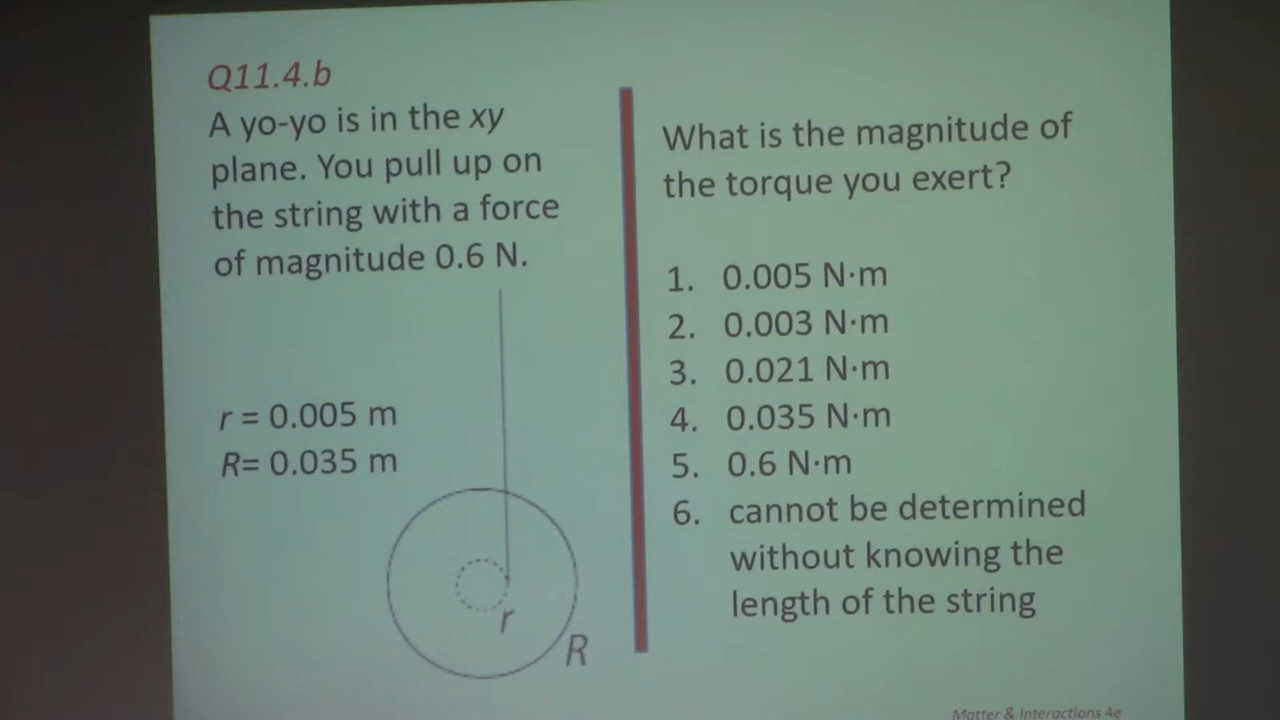 Q11.4.b
A yo-yo is in the xy
plane. You pull up on
the string with a force
of magnitude 0.6 N.
r = 0.005 m
R= 0.035 m
r
R
What is the magnitude of
the torque you exert?
1. 0.005 N·m
2. 0.003 N·m
3. 0.021 N·m
4. 0.035 N·m
5. 0.6 N·m
6. cannot be determined
without knowing the
length of the string
Matter & Interactions 4e